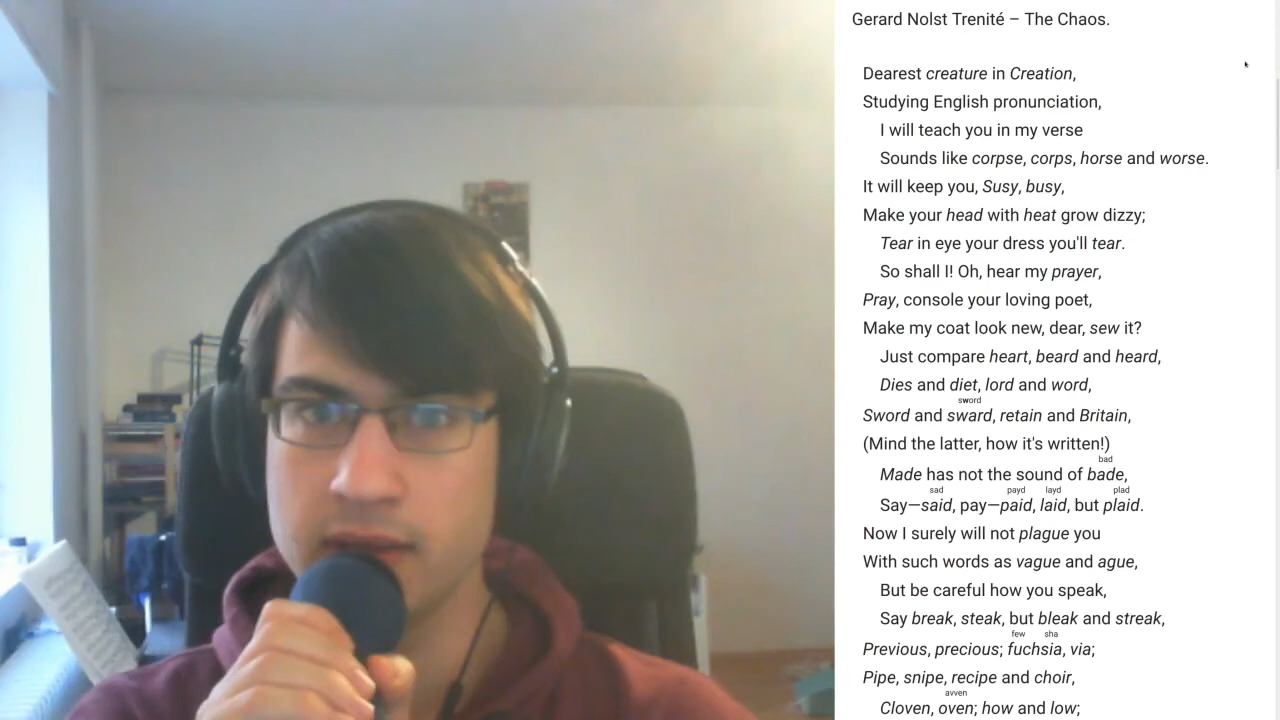 Gerard Nolst Trenité – The Chaos.
Dearest creature in Creation,
Studying English pronunciation,
I will teach you in my verse
Sounds like corpse, corps, horse and worse.
It will keep you, Susy, busy,
Make your head with heat grow dizzy;
Tear in eye your dress you'll tear.
So shall I! Oh, hear my prayer,
Pray, console your loving poet,
Make my coat look new, dear, sew it?
Just compare heart, beard and heard,
Dies and diet, lord and word,
sword
Sword and sward, retain and Britain,
(Mind the latter, how it's written!)
bad
Made has not the sound of bade,
sad payd layd plad
Say—said, pay—paid, laid, but plaid.
Now I surely will not plague you
With such words as vague and ague,
But be careful how you speak,
Say break, steak, but bleak and streak,
few sha
Previous, precious; fuchsia, via;
Pipe, snipe, recipe and choir,
avven
Cloven, oven; how and low;